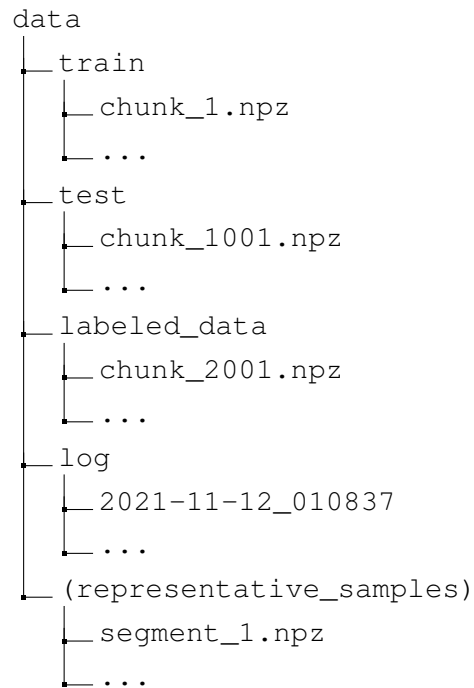 data
train
chunk_1.npz
...
test
chunk_1001.npz
...
labeled_data
chunk_2001.npz
...
log
2021-11-12_010837
...
(representative_samples)
segment_1.npz
...